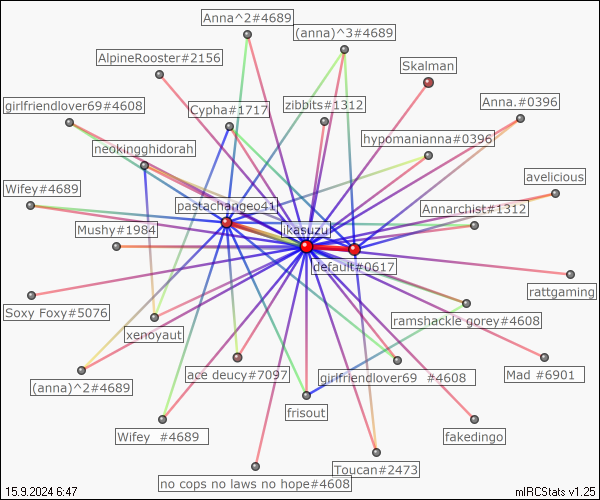 Anna^2#4689
(anna)^3#4689
AlpineRooster#2156
Skalman
girlfriendlover69#4608
Cypha#1717
zibbits#1312
Anna.#0396
neokingghidorah
hypomanianna#0396
Wifey#4689
avelicious
pastachangeo41
Annarchist#1312
Mushy#1984
ikasuzu
default#0617
rattgaming
Soxy Foxy#5076
ramshackle gorey#4608
xenoyaut
ace deucy#7097
girlfriendlover69 #4608
Mad #6901
(anna)^2#4689
frisout
Wifey #4689
fakedingo
Toucan#2473
no cops no laws no hope#4608
15.9.2024 6:47
mIRCStats v1.25